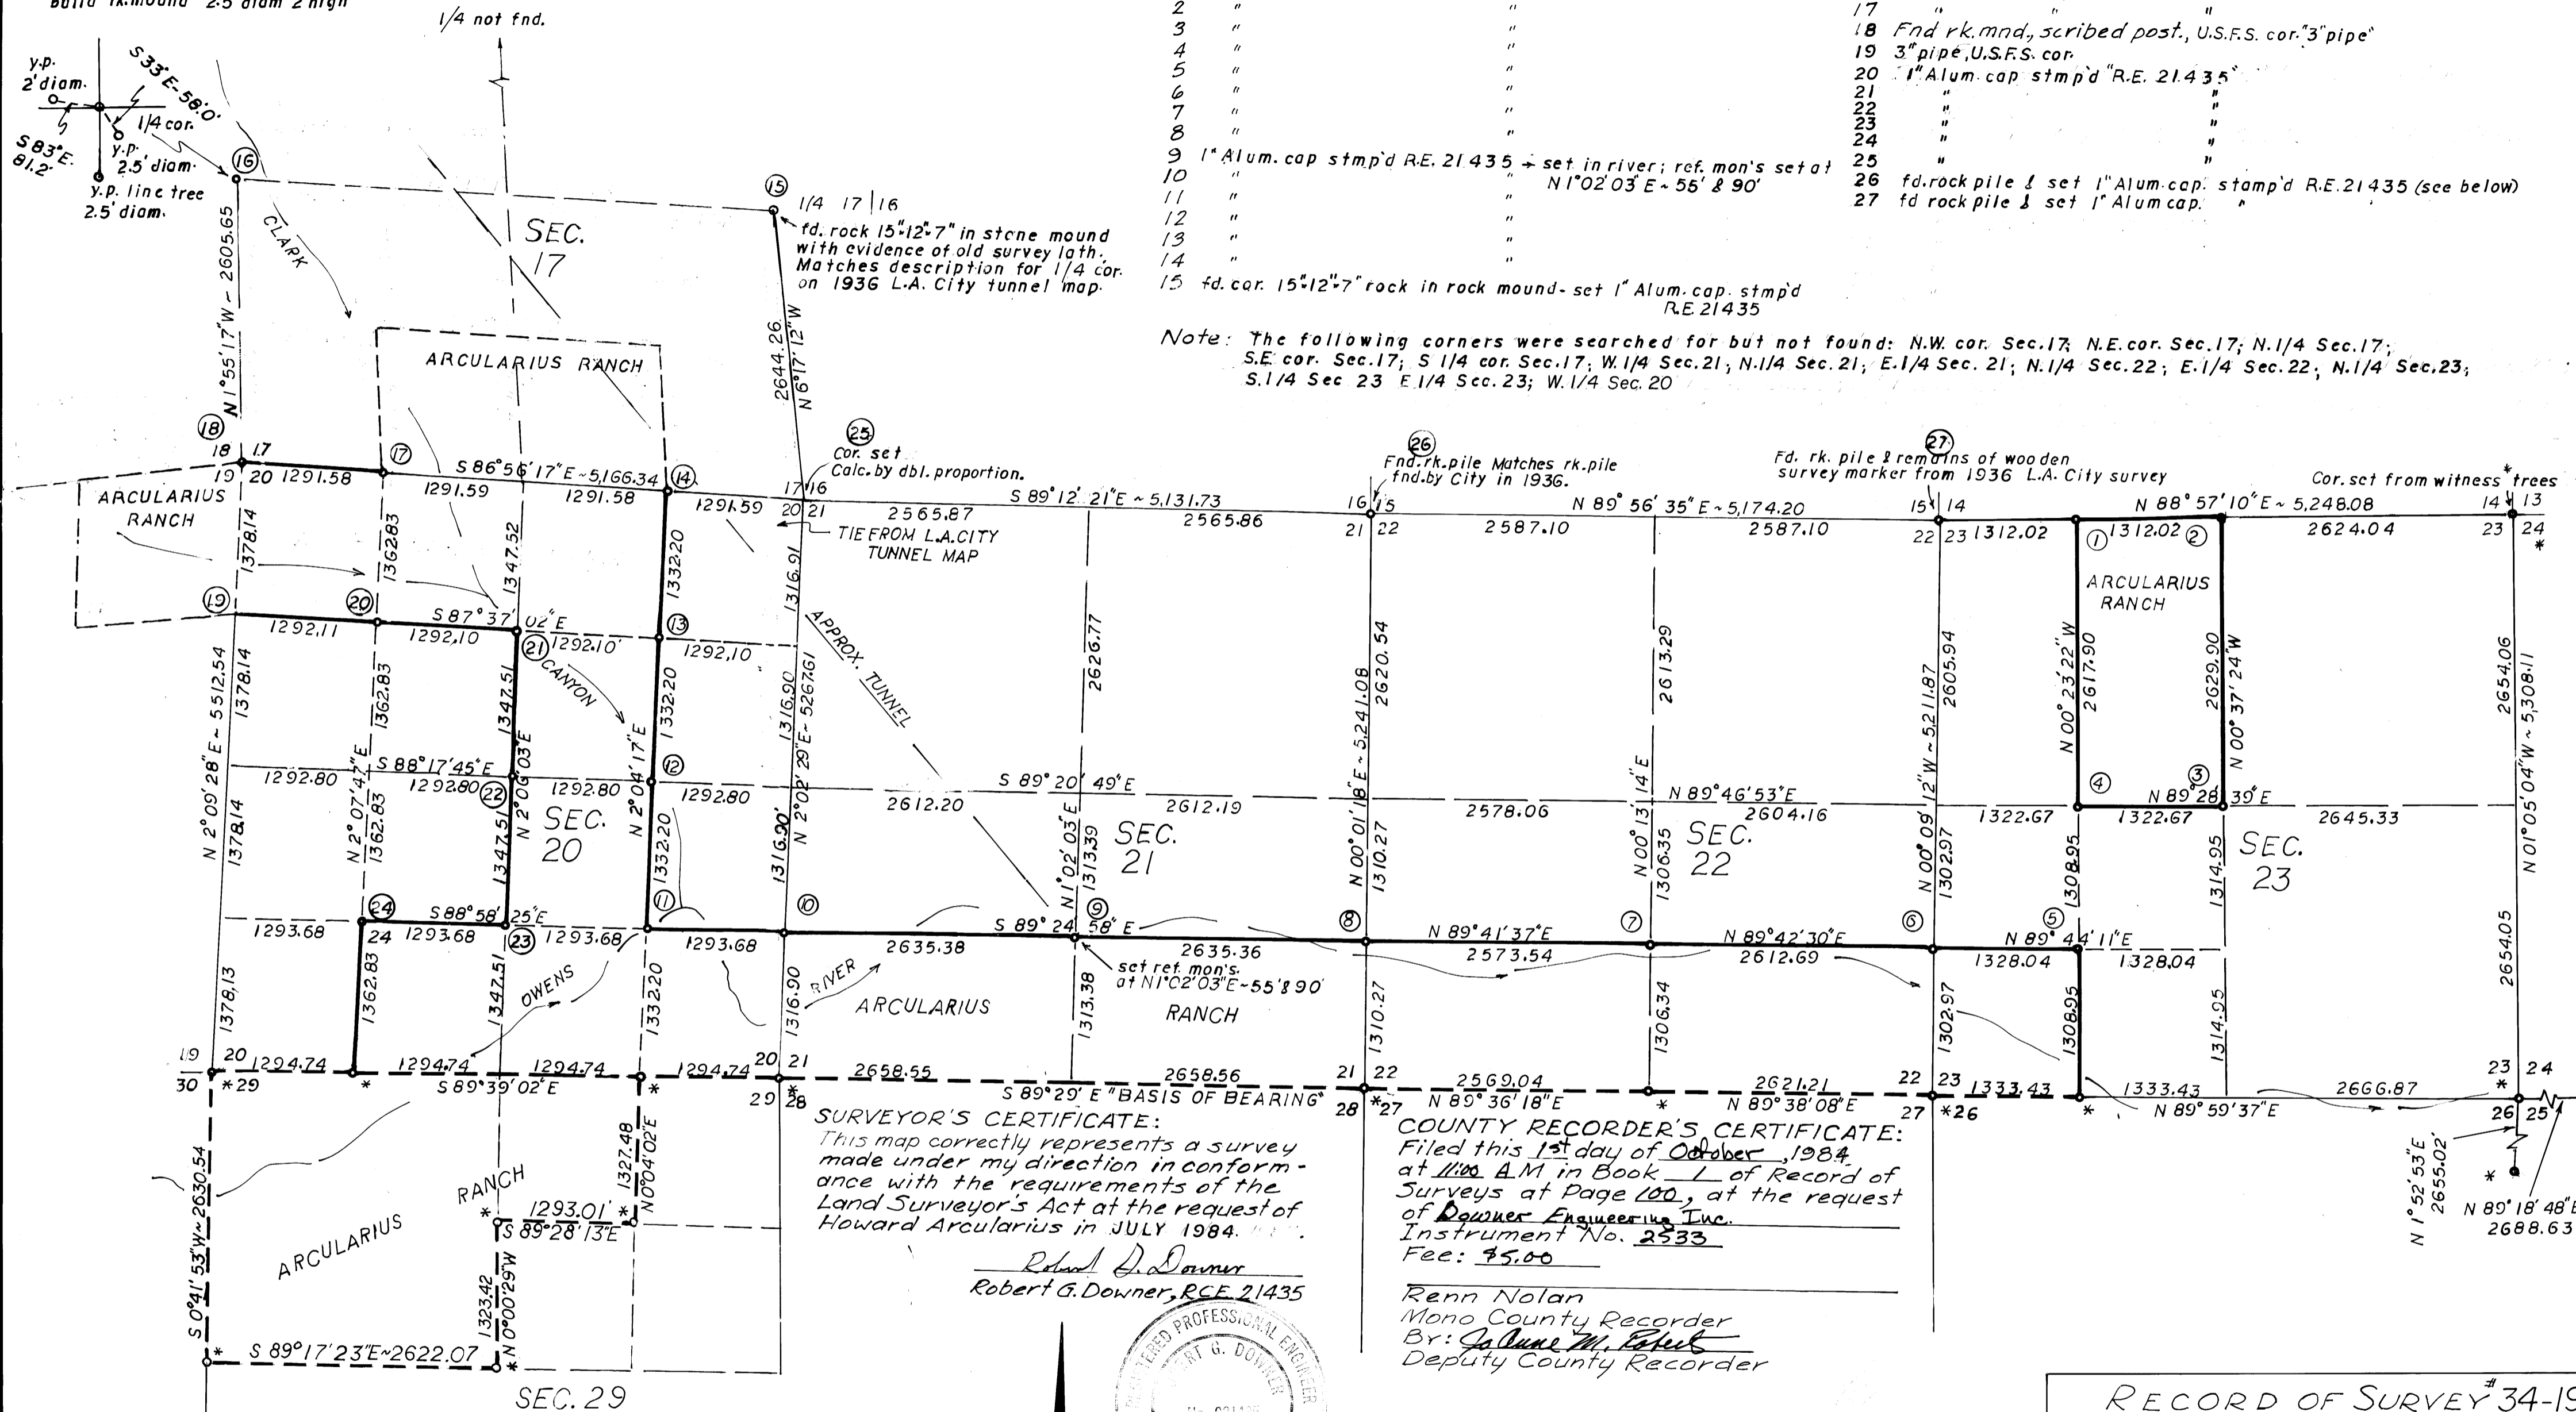 Build rk.mound 2.5' diam 2' high
1/4 not fnd.
y.p.
2' diam.
S33°E-58.0'
1/4 cor.
S83°E.
81.2'
y.p.
2.5' diam.
y.p. line tree
2.5' diam.
2 " "
3 " "
4 " "
5 " "
6 " "
7 " "
8 " "
9 1" Alum. cap stmp'd R.E. 21435 - set in river; ref. mon's set at
N1°02'03"E ~ 55' & 90'
10 " "
11 " "
12 " "
13 " "
14 " "
15 fd. cor. 15"-12"-7" rock in rock mound - set 1" Alum. cap. stmp'd
R.E. 21435
17 " " "
18 Fnd rk. mnd., scribed post., U.S.F.S. cor. "3" pipe"
19 3" pipe, U.S.F.S. cor.
20 1" Alum. cap stmp'd "R.E. 21435"
21 " "
22 " "
23 " "
24 " "
25 " "
26 fd. rock pile & set 1" Alum. cap. stamp'd R.E. 21435 (see below)
27 fd rock pile & set 1" Alum cap. "
Note: The following corners were searched for but not found: N.W. cor. Sec.17; N.E. cor. Sec.17; N.1/4 Sec.17;
S.E. cor. Sec.17; S 1/4 cor. Sec.17; W.1/4 Sec.21; N.1/4 Sec.21; E.1/4 Sec. 21; N.1/4 Sec.22; E.1/4 Sec.22; N.1/4 Sec.23;
S.1/4 Sec 23 E.1/4 Sec. 23; W.1/4 Sec.20
16
15
1/4 17 | 16
fd. rock 15"-12"-7" in stone mound
with evidence of old survey lath.
Matches description for 1/4 cor.
on 1936 L.A. City tunnel map.
SEC.
17
CLARK
N1°55'17"W ~ 2605.65
2644.26
N 6°17'12"W
ARCULARIUS RANCH
18
18 17
19 20
1291.58
17
S 86°56'17"E ~ 5,166.34
1291.59
1291.58
14
1291.59
25
Cor. set
Calc. by dbl. proportion.
17 16
20 21
S 89°12'21"E ~ 5,131.73
2565.87
2565.86
TIE FROM L.A. CITY
TUNNEL MAP
26
Fnd. rk. pile Matches rk. pile
fnd. by City in 1936.
16 15
21 22
N 89°56'35"E ~ 5,174.20
2587.10
2587.10
27
Fd. rk. pile & remains of wooden
survey marker from 1936 L.A. City survey
15 14
22 23
1312.02
1
1312.02
2
N 88°57'10"E ~ 5,248.08
2624.04
Cor. set from witness trees *
14 13
23 24
*
ARCULARIUS
RANCH
1378.14
1362.83
1347.52
1332.20
1316.91
ARCULARIUS
RANCH
19
20
S 87°37'02"E
1292.11
1292.10
21
1292.10'
13
1292.10
CANYON
APPROX. TUNNEL
N 2°09'28"E ~ 5512.54
1378.14
1362.83
1347.51
1332.20
1316.90
N 2°02'29"E ~ 5267.61
2626.77
N 00°01'18"E ~ 5,241.08
2620.54
2613.29
N 00°09'12"W ~ 5,211.87
2605.94
N 00°23'22"W
2617.90
2629.90
N 00°37'24"W
2654.06
N 01°05'04"W ~ 5,308.11
1292.80
S 88°17'45"E
1292.80
22
1292.80
12
1292.80
2612.20
S 89°20'49"E
2612.19
2578.06
N 89°46'53"E
2604.16
1322.67
4
3
N 89°28'39"E
1322.67
2645.33
1378.14
N 2°07'47"E
1362.83
1347.51
N 2°06'03"E
N 2°04'17"E
1332.20
1316.90'
N 1°02'03"E
1313.39
1310.27
N 00°13'14"E
1306.35
1302.97
1308.95
1314.95
SEC.
20
SEC.
21
SEC.
22
SEC.
23
1293.68
24
24
S 88°58'25"E
1293.68
23
1293.68
11
1293.68
10
2635.38
S 89°24'58"E
9
2635.36
8
N 89°41'37"E
2573.54
7
N 89°42'30"E
2612.69
6
5
N 89°44'11"E
1328.04
1328.04
set ref. mon's.
at N1°02'03"E ~ 55' & 90'
OWENS
RIVER
ARCULARIUS
RANCH
1378.13
1362.83
1347.51
1332.20
1316.90
1313.38
1310.27
1306.34
1302.97
1308.95
1314.95
2654.05
19 20
30 *29
1294.74
*
1294.74
S 89°39'02"E
1294.74
*
1294.74
20 21
29 28
*
2658.55
S 89°29' E "BASIS OF BEARING"
2658.56
21 22
28 *27
2569.04
N 89°36'18"E
*
2621.21
N 89°38'08"E
22 23
27 *26
1333.43
*
1333.43
N 89°59'37"E
2666.87
23 24
*
26 25
N 1°52'53"E
2655.02'
*
N 89°18'48"E
2688.63
S 0°41'53"W ~ 2630.54
1327.48
N0°04'02"E
ARCULARIUS
RANCH
*
1293.01'
S 89°28'13"E
*
1323.42
N 0°00'29"W
*
S 89°17'23"E ~ 2622.07
*
SEC. 29
SURVEYOR'S CERTIFICATE:
This map correctly represents a survey
made under my direction in conform-
ance with the requirements of the
Land Surveyor's Act at the request of
Howard Arcularius in JULY 1984.
Robert G. Downer
Robert G. Downer, RCE 21435
COUNTY RECORDER'S CERTIFICATE:
Filed this 1st day of October, 1984
at 11:00 A M in Book 1 of Record of
Surveys at Page 100, at the request
of Downer Engineering Inc.
Instrument No. 2533
Fee: $5.00
Renn Nolan
Mono County Recorder
By: JoAnne M. Roberts
Deputy County Recorder
REGISTERED PROFESSIONAL ENGINEER
ROBERT G. DOWNER
RECORD OF SURVEY #34-19